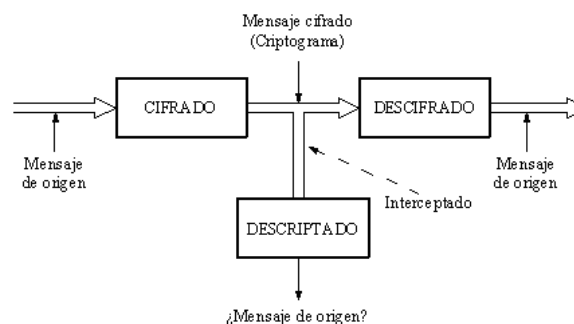 Mensaje cifrado
(Criptograma)
CIFRADO
DESCIFRADO
Mensaje
de origen
Mensaje
de origen
Interceptado
DESCRIPTADO
¿Mensaje de origen?